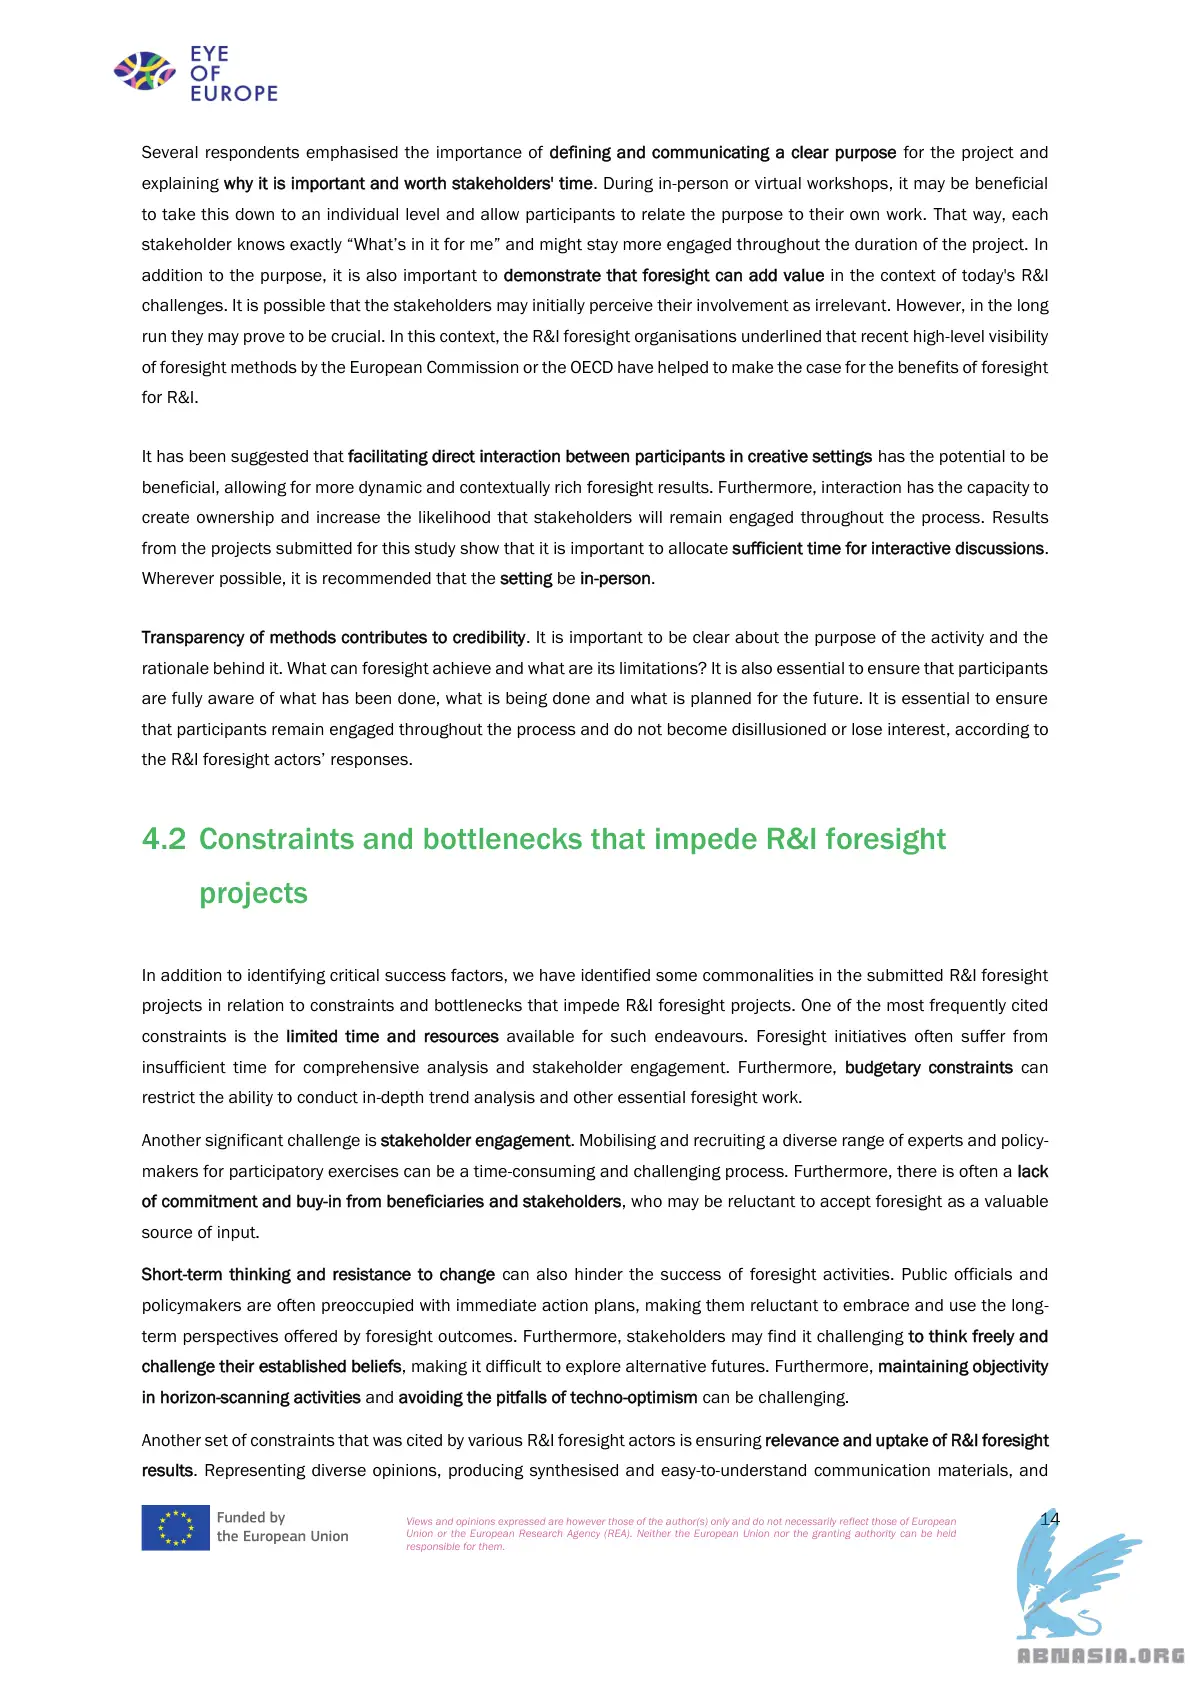 EYE
OF
EUROPE
Several respondents emphasised the importance of defining and communicating a clear purpose for the project and
explaining why it is important and worth stakeholders' time. During in-person or virtual workshops, it may be beneficial
to take this down to an individual level and allow participants to relate the purpose to their own work. That way, each
stakeholder knows exactly “What’s in it for me” and might stay more engaged throughout the duration of the project. In
addition to the purpose, it is also important to demonstrate that foresight can add value in the context of today's R&I
challenges. It is possible that the stakeholders may initially perceive their involvement as irrelevant. However, in the long
run they may prove to be crucial. In this context, the R&I foresight organisations underlined that recent high-level visibility
of foresight methods by the European Commission or the OECD have helped to make the case for the benefits of foresight
for R&I.
It has been suggested that facilitating direct interaction between participants in creative settings has the potential to be
beneficial, allowing for more dynamic and contextually rich foresight results. Furthermore, interaction has the capacity to
create ownership and increase the likelihood that stakeholders will remain engaged throughout the process. Results
from the projects submitted for this study show that it is important to allocate sufficient time for interactive discussions.
Wherever possible, it is recommended that the setting be in-person.
Transparency of methods contributes to credibility. It is important to be clear about the purpose of the activity and the
rationale behind it. What can foresight achieve and what are its limitations? It is also essential to ensure that participants
are fully aware of what has been done, what is being done and what is planned for the future. It is essential to ensure
that participants remain engaged throughout the process and do not become disillusioned or lose interest, according to
the R&I foresight actors’ responses.
4.2 Constraints and bottlenecks that impede R&I foresight
projects
In addition to identifying critical success factors, we have identified some commonalities in the submitted R&I foresight
projects in relation to constraints and bottlenecks that impede R&I foresight projects. One of the most frequently cited
constraints is the limited time and resources available for such endeavours. Foresight initiatives often suffer from
insufficient time for comprehensive analysis and stakeholder engagement. Furthermore, budgetary constraints can
restrict the ability to conduct in-depth trend analysis and other essential foresight work.
Another significant challenge is stakeholder engagement. Mobilising and recruiting a diverse range of experts and policy-
makers for participatory exercises can be a time-consuming and challenging process. Furthermore, there is often a lack
of commitment and buy-in from beneficiaries and stakeholders, who may be reluctant to accept foresight as a valuable
source of input.
Short-term thinking and resistance to change can also hinder the success of foresight activities. Public officials and
policymakers are often preoccupied with immediate action plans, making them reluctant to embrace and use the long-
term perspectives offered by foresight outcomes. Furthermore, stakeholders may find it challenging to think freely and
challenge their established beliefs, making it difficult to explore alternative futures. Furthermore, maintaining objectivity
in horizon-scanning activities and avoiding the pitfalls of techno-optimism can be challenging.
Another set of constraints that was cited by various R&I foresight actors is ensuring relevance and uptake of R&I foresight
results. Representing diverse opinions, producing synthesised and easy-to-understand communication materials, and
Funded by
the European Union
Views and opinions expressed are however those of the author(s) only and do not necessarily reflect those of European
Union or the European Research Agency (REA). Neither the European Union nor the granting authority can be held
responsible for them.
14
ABNASIA.ORG